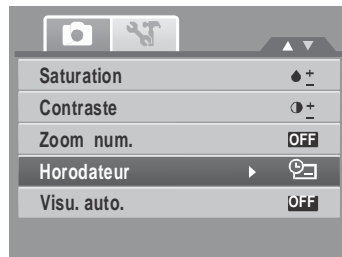 Saturation
Contraste
Zoom num. OFF
Horodateur
Visu. auto. OFF